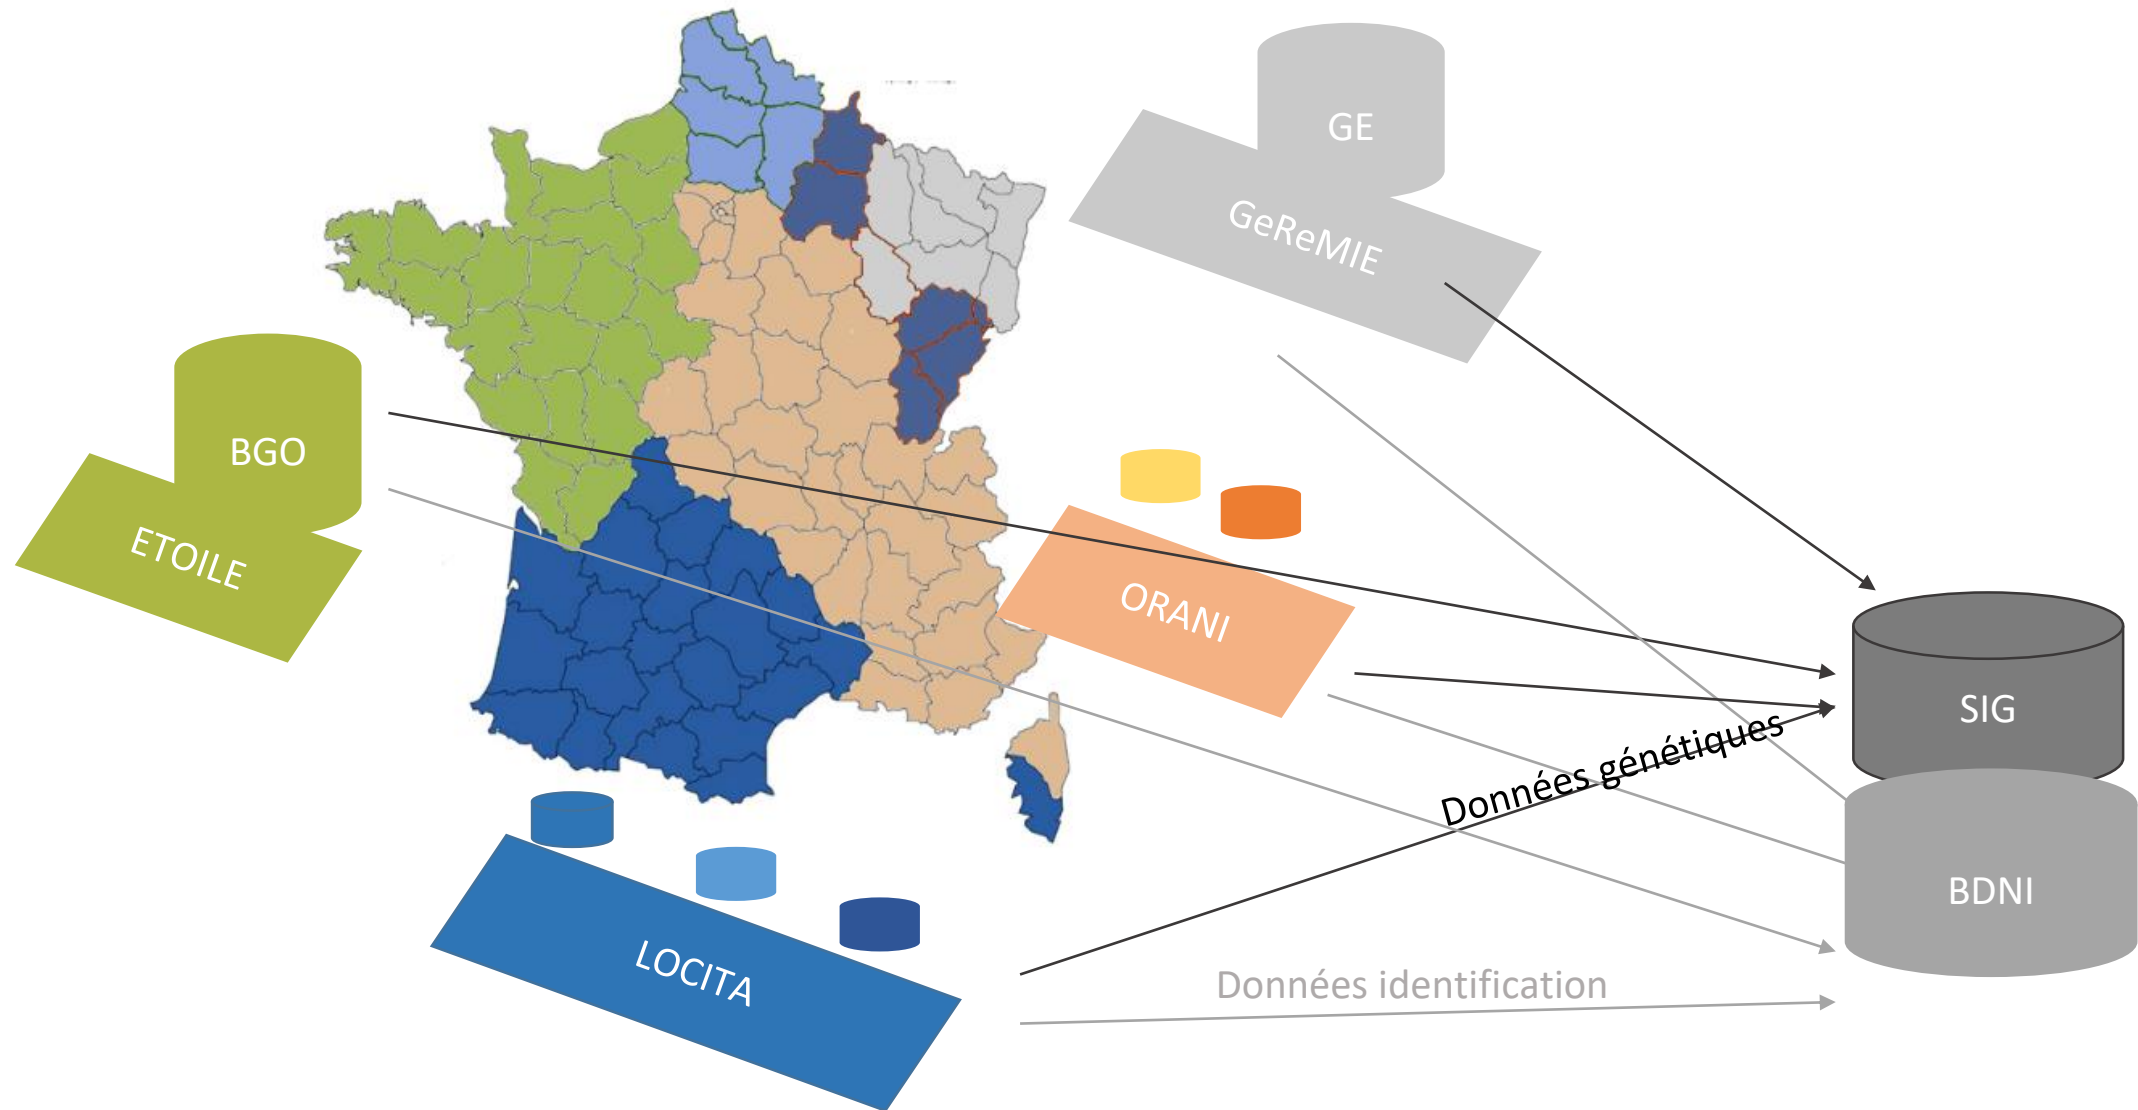 GE
GeReMIE
BGO
ETOILE
ORANI
SIG
Données génétiques
BDNI
LOCITA
Données identification